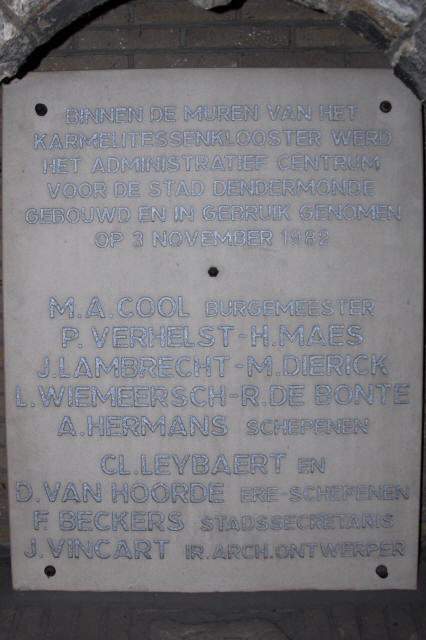 BINNEN DE MUREN VAN HET
KARMELITESSENKLOOSTER WERD
HET ADMINISTRATIEF CENTRUM
VOOR DE STAD DENDERMONDE
GEBOUWD EN IN GEBRUIK GENOMEN
OP 3 NOVEMBER 1982
M.A.COOL BURGEMEESTER
P.VERHELST-H.MAES
J.LAMBRECHT-M.DIERICK
L.WIEMEERSCH-R.DE BONTE
A.HERMANS SCHEPENEN
CL.LEYBAERT EN
D.VAN HOORDE ERE-SCHEPENEN
F.BECKERS STADSSECRETARIS
J.VINCART IR.ARCH.ONTWERPER